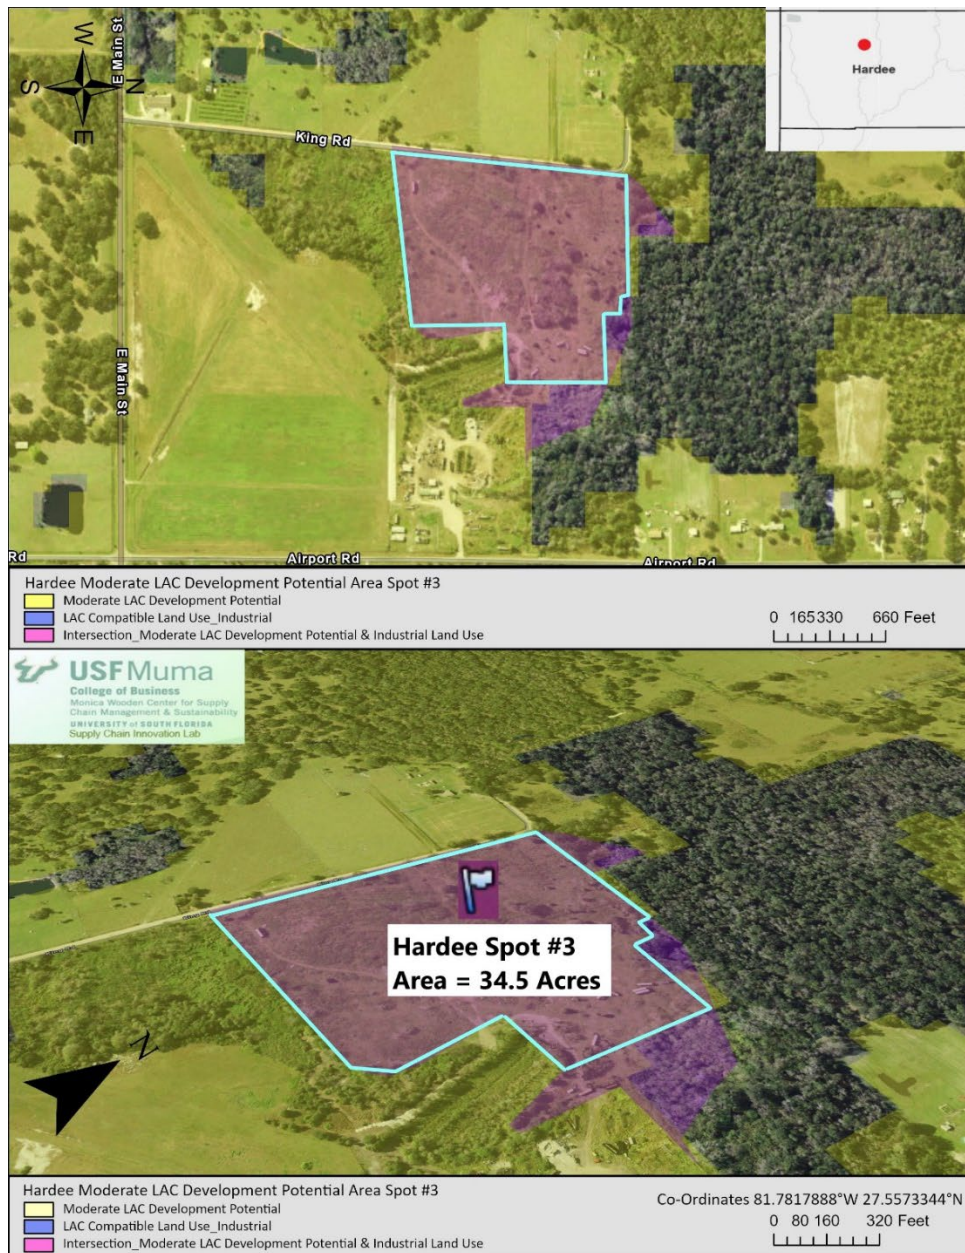 E Main St
W
N
S
E
King Rd
Hardee
E Main St
Rd
Airport Rd
Airport Rd
Hardee Moderate LAC Development Potential Area Spot #3
Moderate LAC Development Potential
LAC Compatible Land Use_Industrial
Intersection_Moderate LAC Development Potential & Industrial Land Use
0 165330 660 Feet
USF Muma
College of Business
Monica Wooden Center for Supply
Chain Management & Sustainability
UNIVERSITY of SOUTH FLORIDA
Supply Chain Innovation Lab
Hardee Spot #3
Area = 34.5 Acres
N
Hardee Moderate LAC Development Potential Area Spot #3
Moderate LAC Development Potential
LAC Compatible Land Use_Industrial
Intersection_Moderate LAC Development Potential & Industrial Land Use
Co-Ordinates 81.7817888°W 27.5573344°N
0 80 160 320 Feet